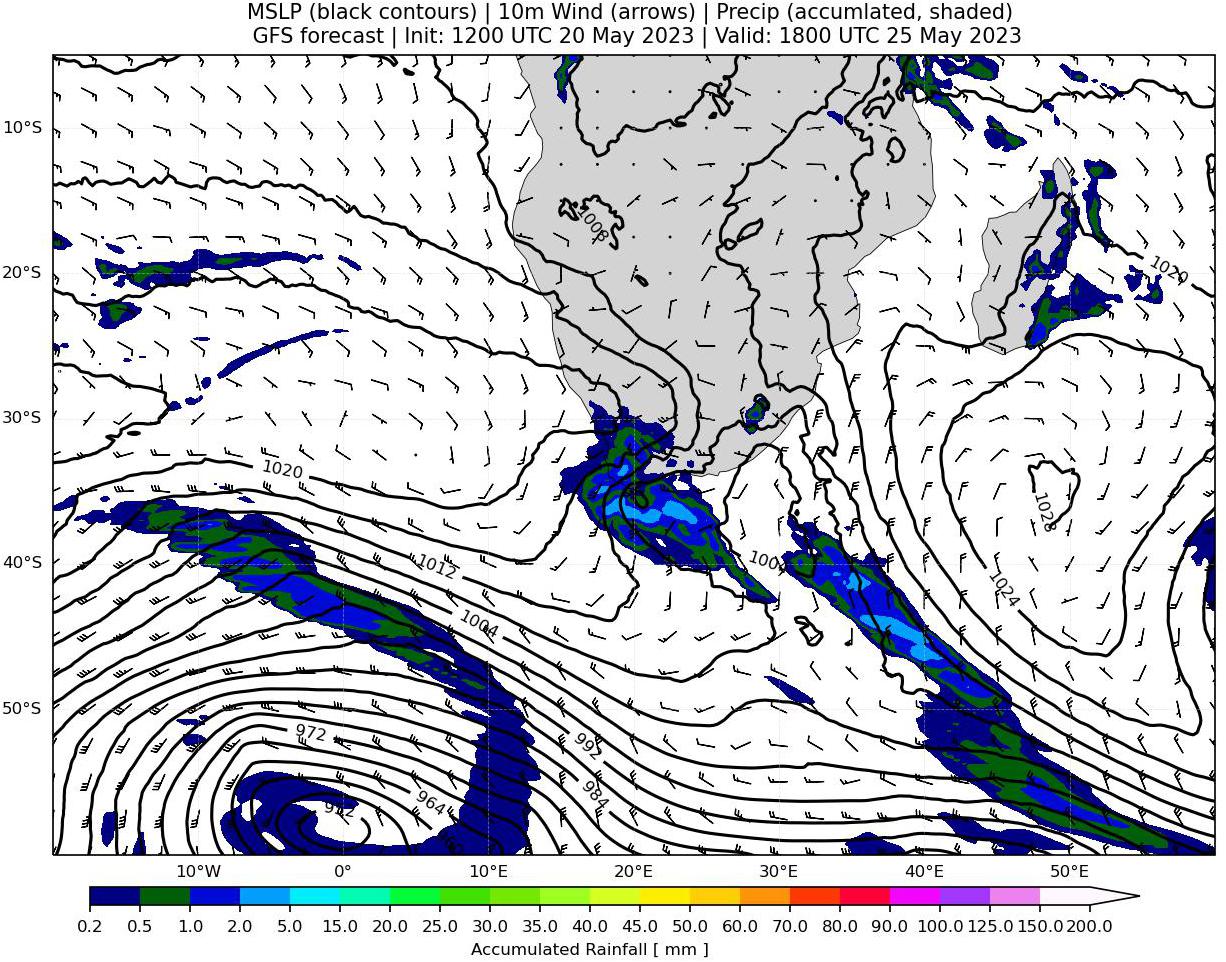 MSLP (black contours) | 10m Wind (arrows) | Precip (accumlated, shaded)
GFS forecast | Init: 1200 UTC 20 May 2023 | Valid: 1800 UTC 25 May 2023
10°S
1008
20°S
1020
30°S
1020
1028
40°S
1012
1004
1024
1004
50°S
972
992
984
964
952
10°W 0° 10°E 20°E 30°E 40°E 50°E
0.2 0.5 1.0 2.0 5.0 10.0 15.0 20.0 25.0 30.0 35.0 40.0 45.0 50.0 60.0 70.0 80.0 90.0 100.0 125.0 150.0 200.0
Accumulated Rainfall [ mm ]